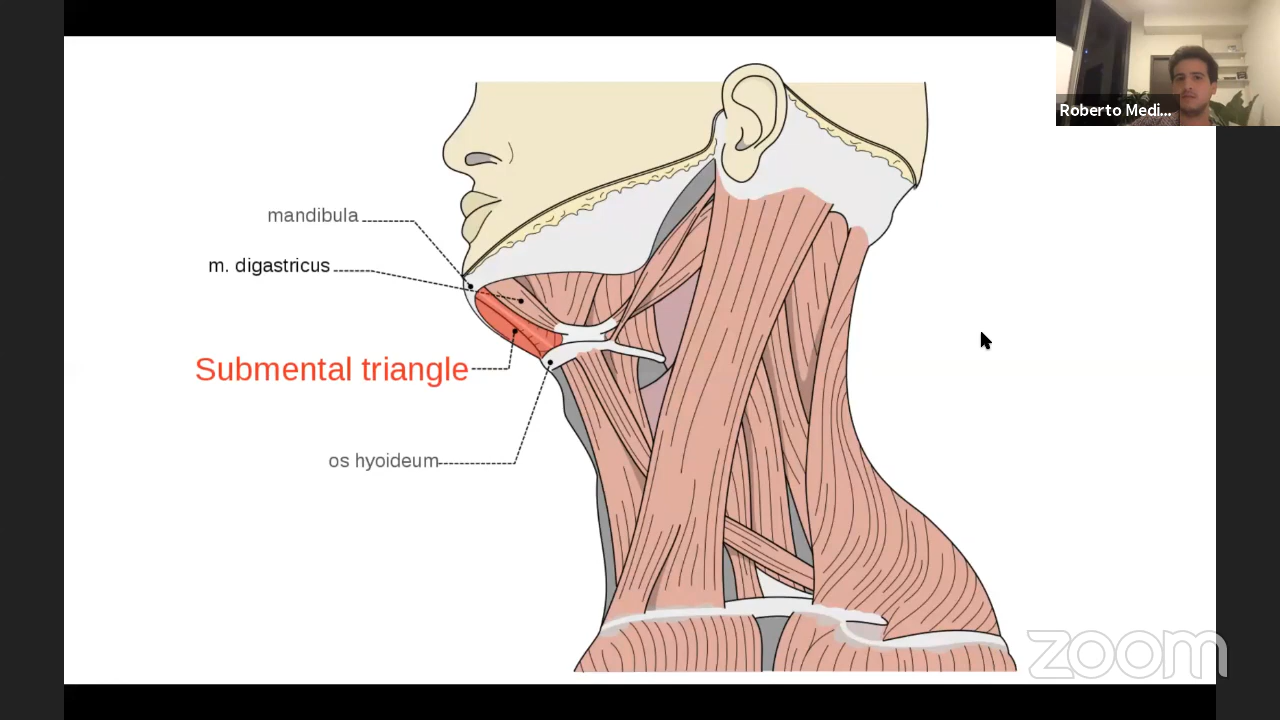 Roberto Medi...
mandibula
m. digastricus
Submental triangle
os hyoideum
zoom